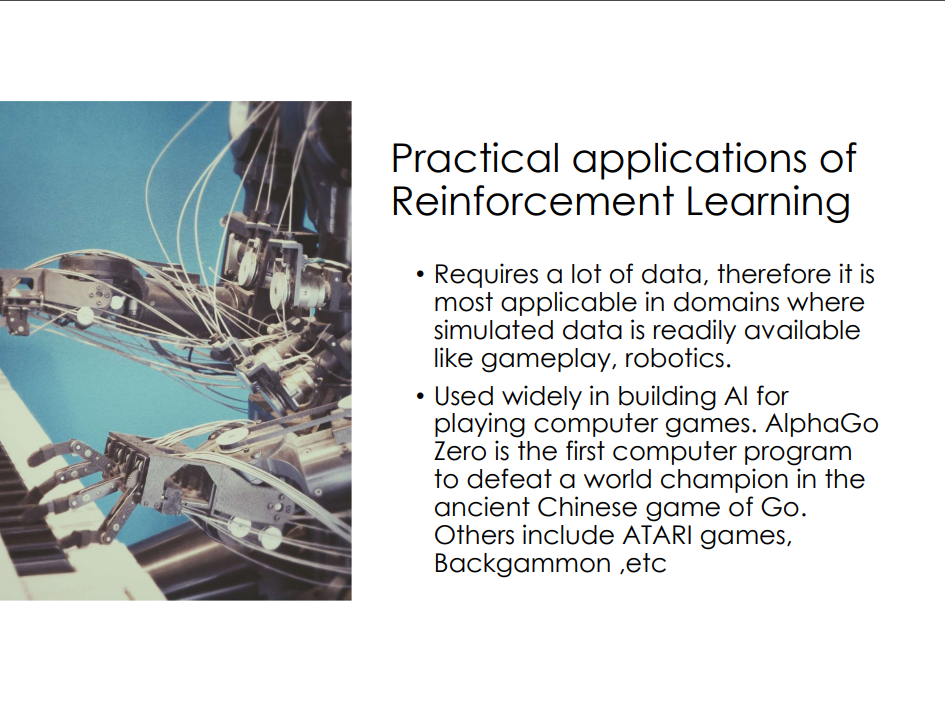 Practical applications of
Reinforcement Learning
• Requires a lot of data, therefore it is
most applicable in domains where
simulated data is readily available
like gameplay, robotics.
• Used widely in building AI for
playing computer games. AlphaGo
Zero is the first computer program
to defeat a world champion in the
ancient Chinese game of Go.
Others include ATARI games,
Backgammon ,etc